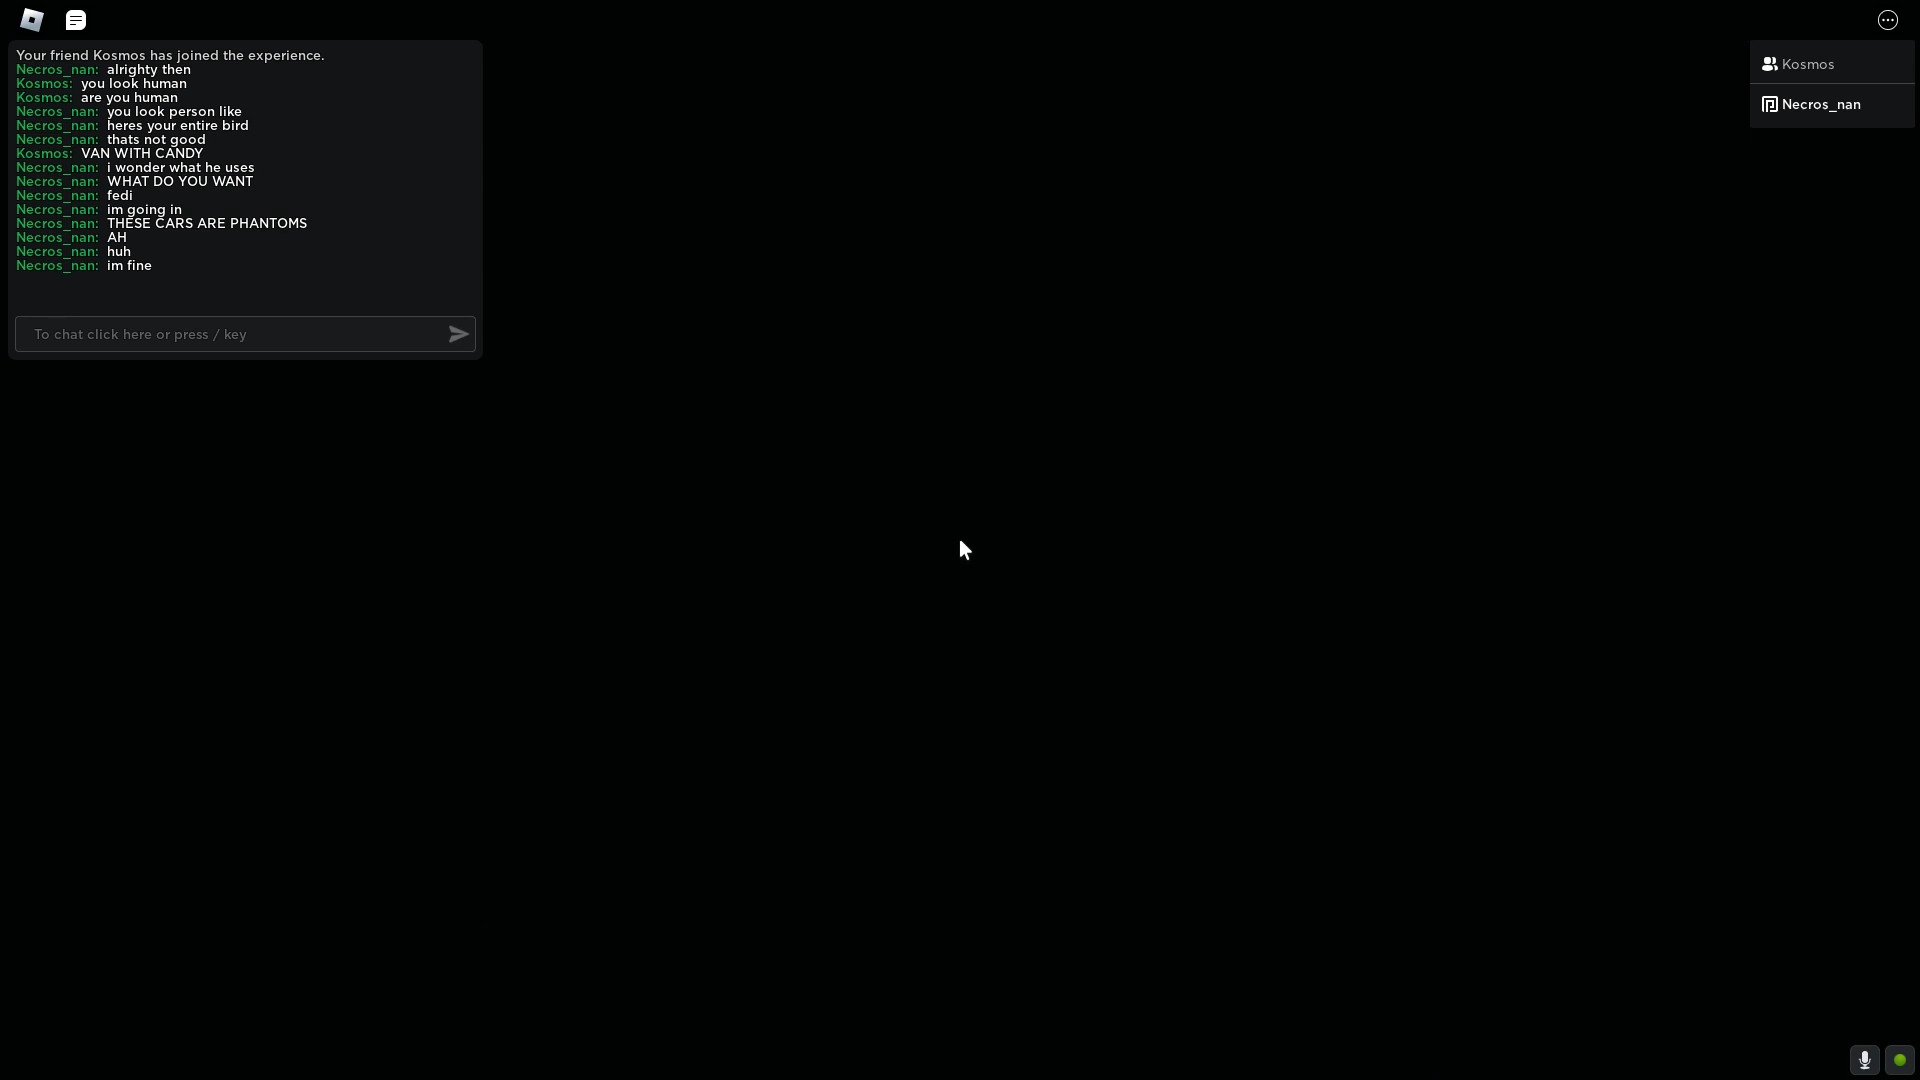 Your friend Kosmos has joined the experience.
Necros_nan: alrighty then
Kosmos: you look human
Kosmos: are you human
Necros_nan: you look person like
Necros_nan: heres your entire bird
Necros_nan: thats not good
Kosmos: VAN WITH CANDY
Necros_nan: i wonder what he uses
Necros_nan: WHAT DO YOU WANT
Necros_nan: fedi
Necros_nan: im going in
Necros_nan: THESE CARS ARE PHANTOMS
Necros_nan: AH
Necros_nan: huh
Necros_nan: im fine
To chat click here or press / key
Kosmos
Necros_nan